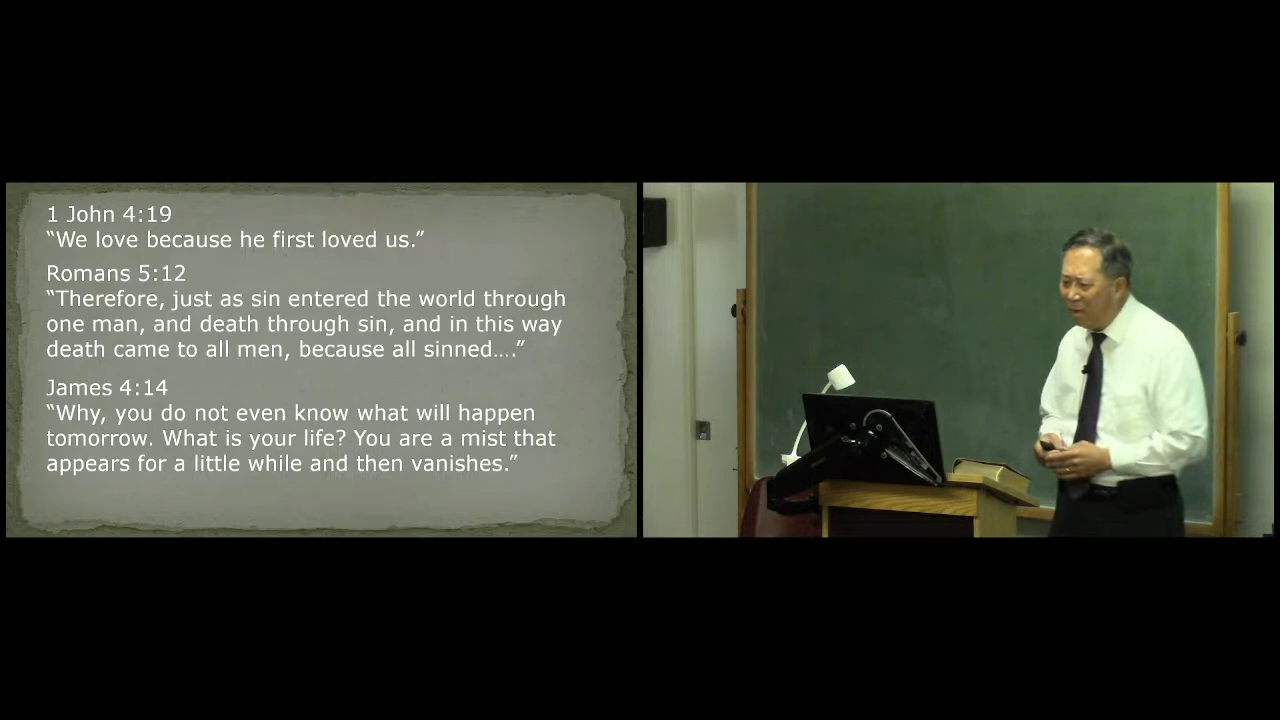 1 John 4:19
“We love because he first loved us.”
Romans 5:12
“Therefore, just as sin entered the world through
one man, and death through sin, and in this way
death came to all men, because all sinned….”
James 4:14
“Why, you do not even know what will happen
tomorrow. What is your life? You are a mist that
appears for a little while and then vanishes.”